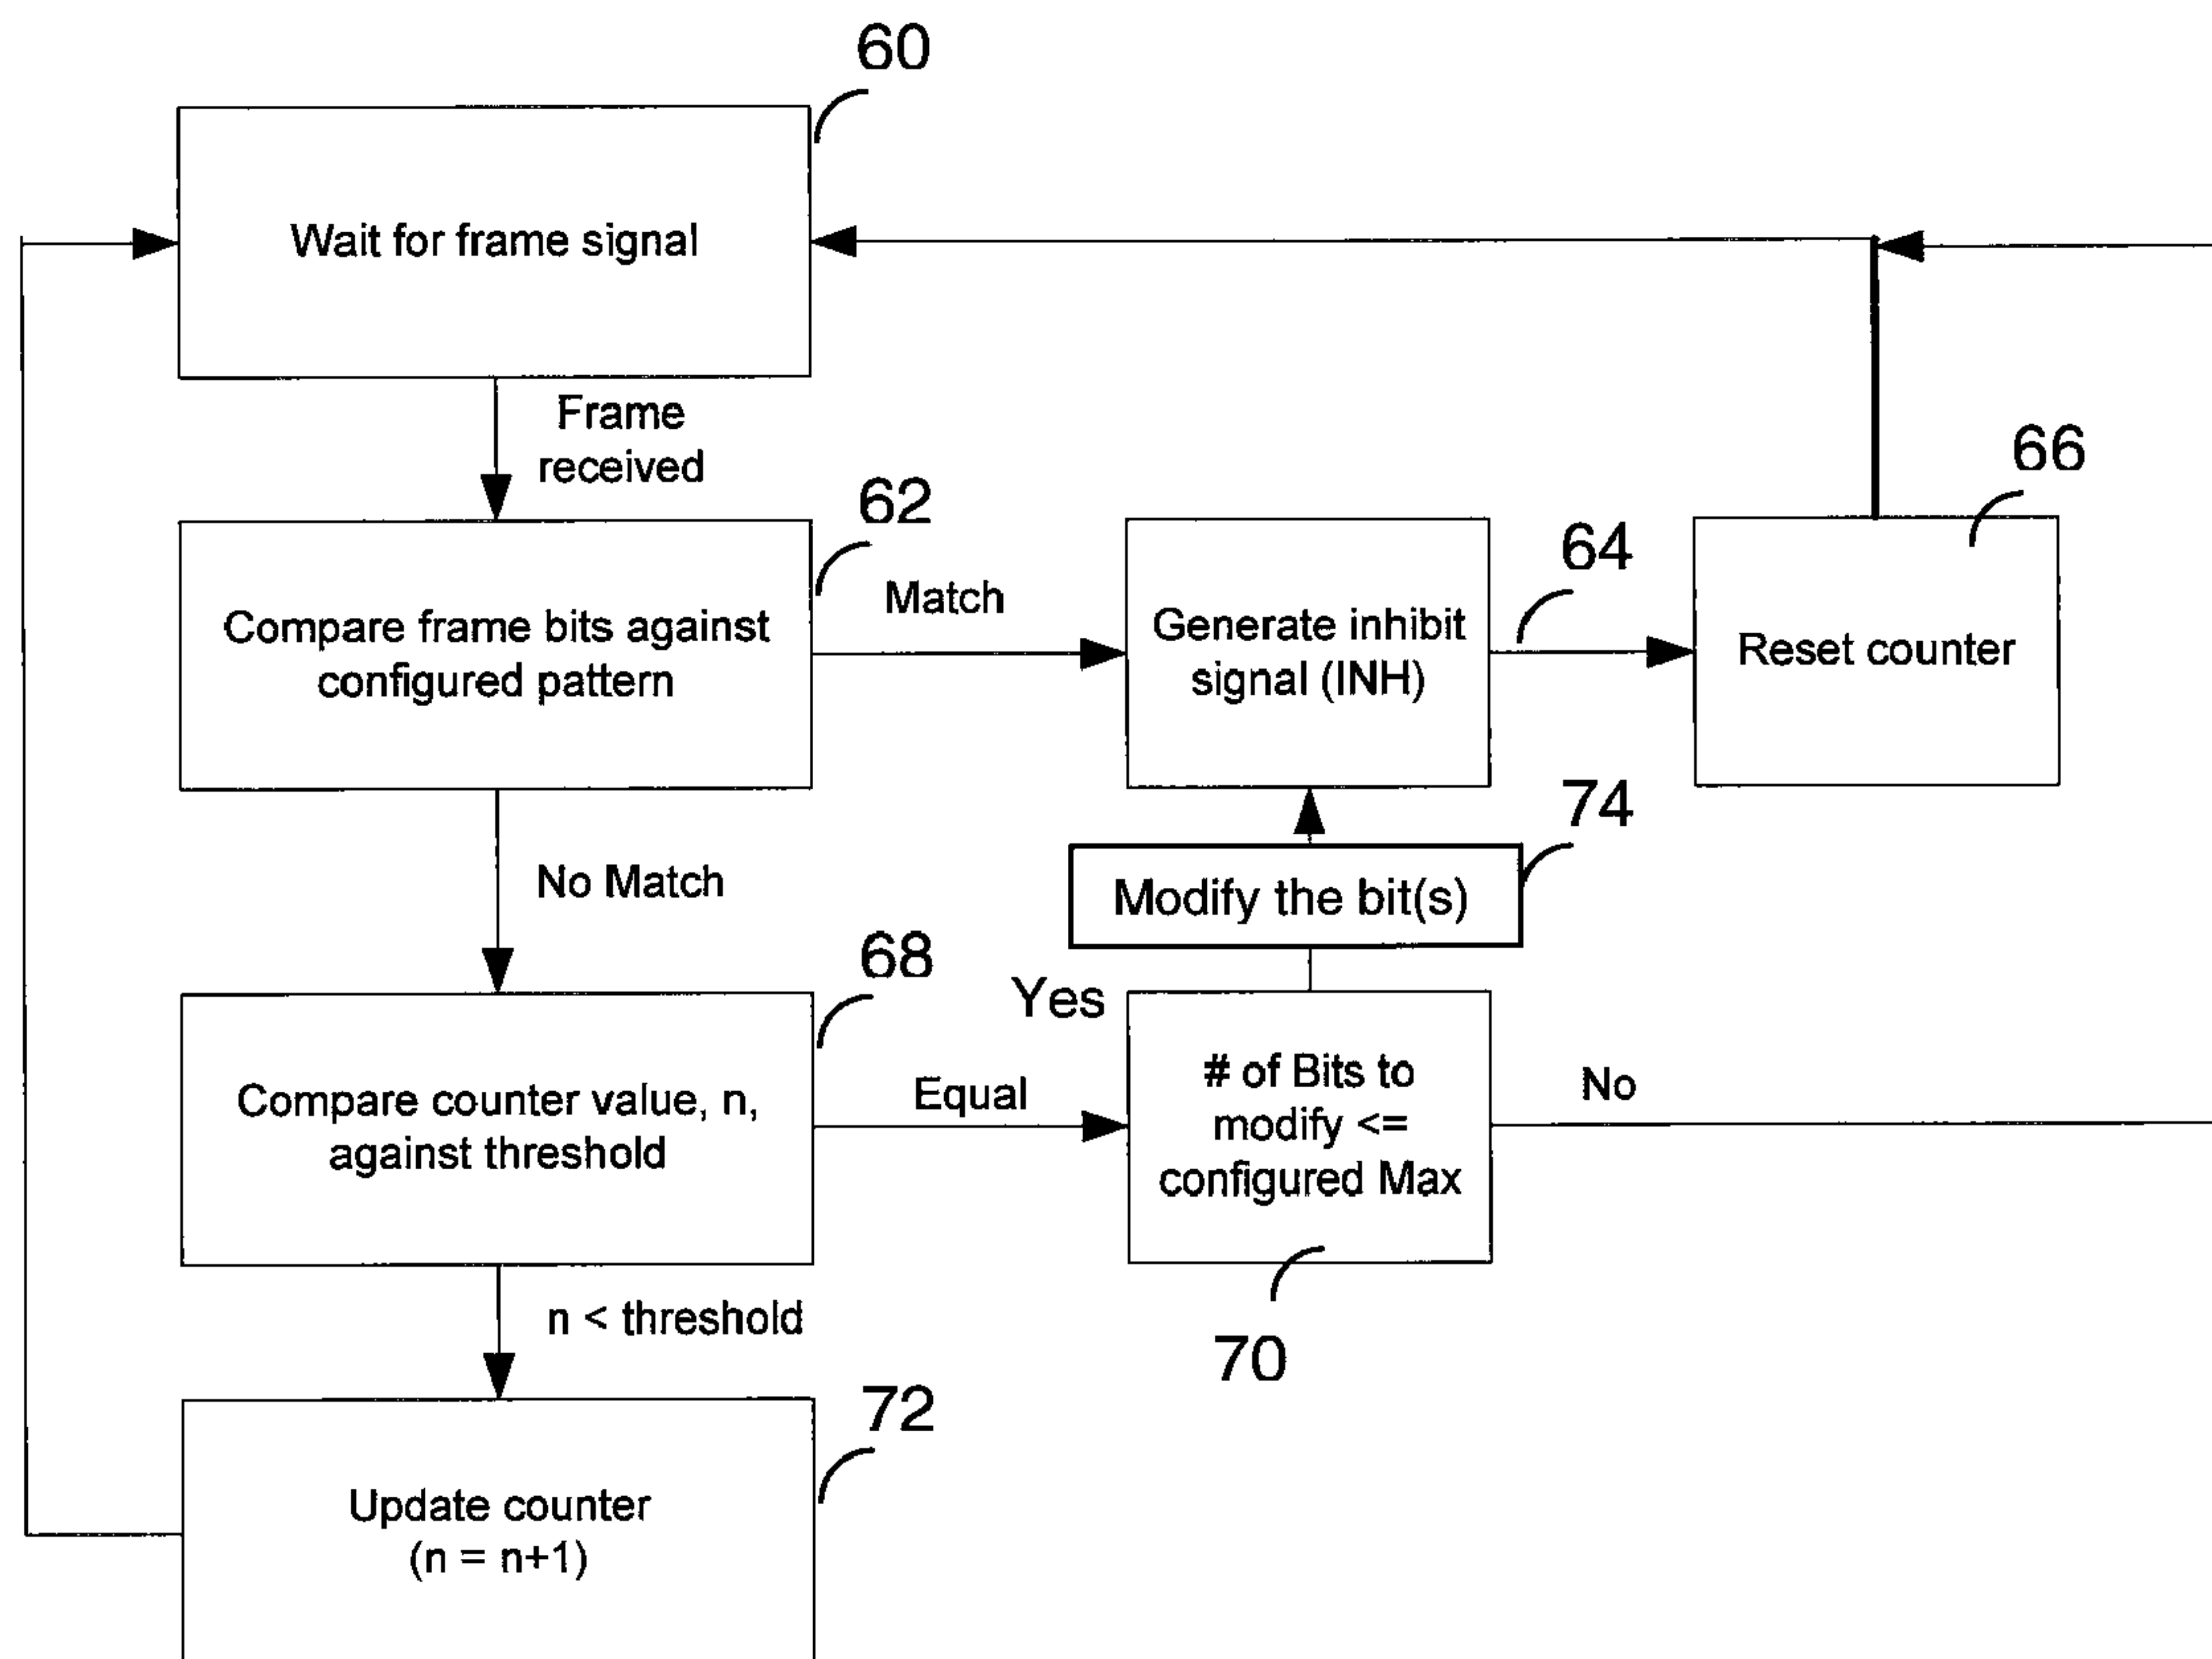 60
Wait for frame signal
Frame
received
62
Compare frame bits against
configured pattern
Match
Generate inhibit
signal (INH)
64
66
Reset counter
No Match
74
Modify the bit(s)
68
Compare counter value, n,
against threshold
Equal
Yes
# of Bits to
modify <=
configured Max
70
No
n < threshold
72
Update counter
(n = n+1)